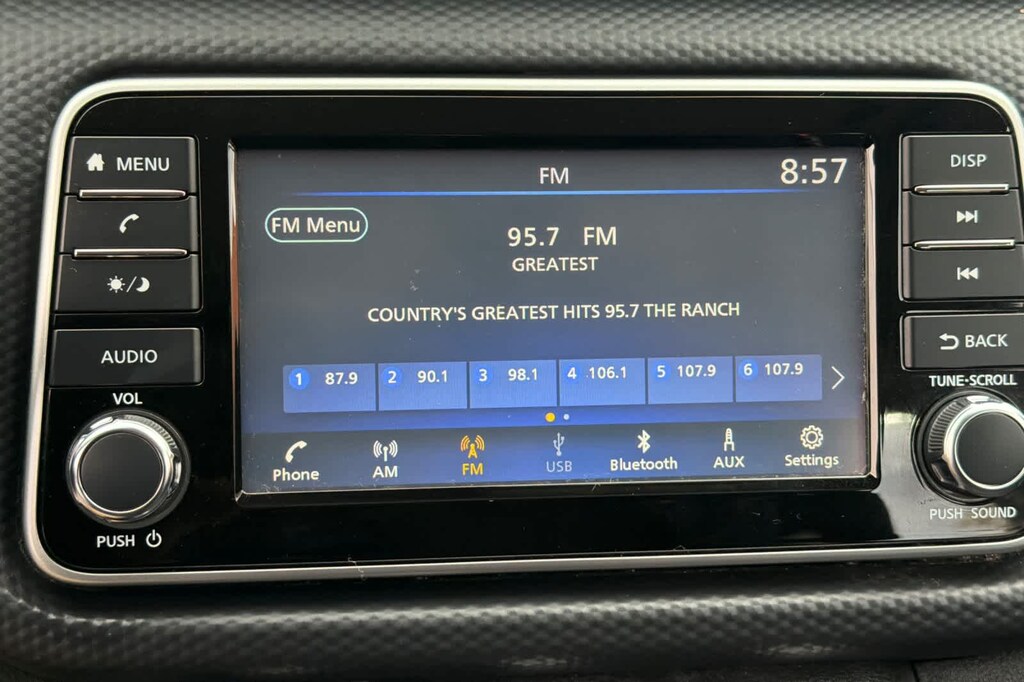 MENU
AUDIO
VOL
PUSH
FM
8:57
FM Menu
95.7 FM
GREATEST
COUNTRY'S GREATEST HITS 95.7 THE RANCH
1 87.9 2 90.1 3 98.1 4 106.1 5 107.9 6 107.9
Phone AM FM USB Bluetooth AUX Settings
DISP
BACK
TUNE·SCROLL
PUSH SOUND